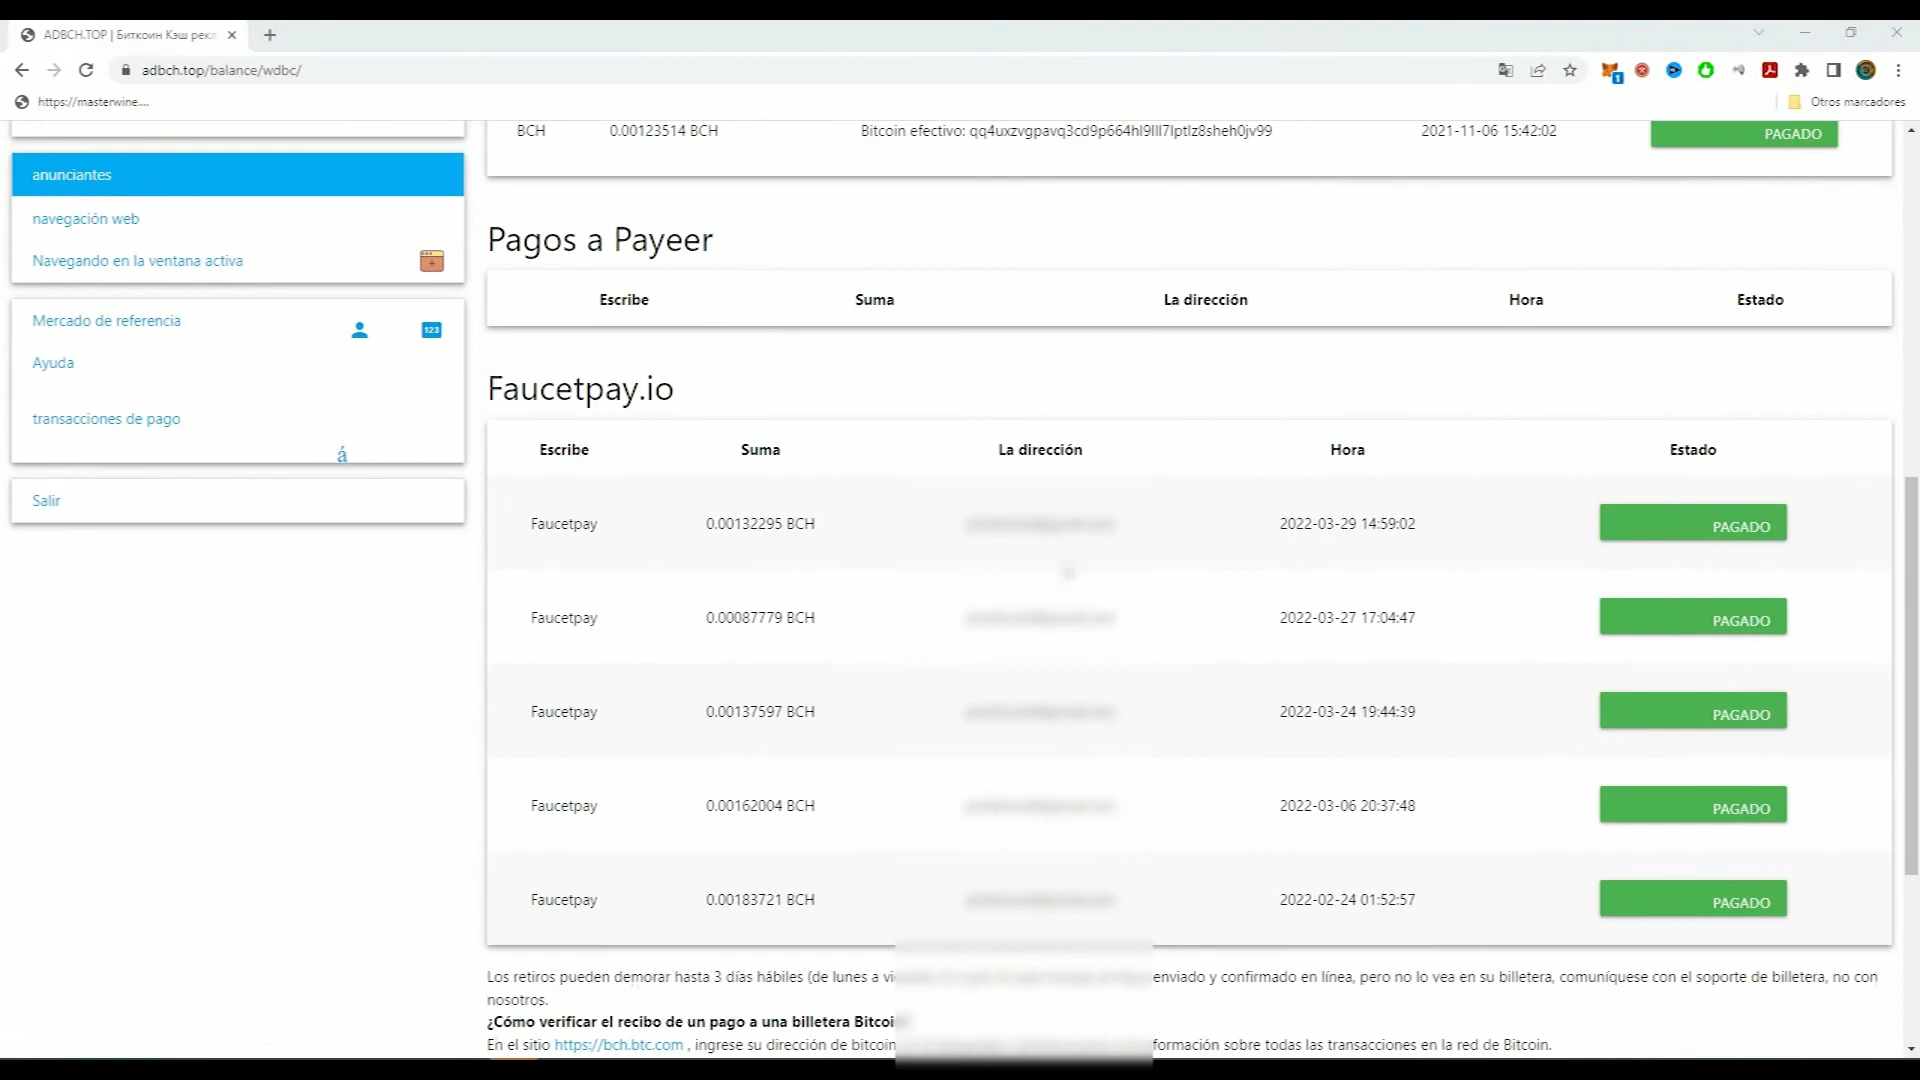 ADBCH.TOP | Биткоин Кэш рекл
adbch.top/balance/wdbc/
1
https://masterwine....
Otros marcadores
BCH 0.00123514 BCH Bitcoin efectivo: 2021-11-06 15:42:02 PAGADO
anunciantes
navegación web
Navegando en la ventana activa
Mercado de referencia
123
Ayuda
transacciones de pago
á
Salir
Pagos a Payeer
Escribe Suma La dirección Hora Estado
Faucetpay.io
Escribe Suma La dirección Hora Estado
Faucetpay 0.00132295 BCH 2022-03-29 14:59:02 PAGADO
Faucetpay 0.00087779 BCH 2022-03-27 17:04:47 PAGADO
Faucetpay 0.00137597 BCH 2022-03-24 19:44:39 PAGADO
Faucetpay 0.00162004 BCH 2022-03-06 20:37:48 PAGADO
Faucetpay 0.00183721 BCH 2022-02-24 01:52:57 PAGADO
Los retiros pueden demorar hasta 3 días hábiles (de lunes a enviado y confirmado en línea, pero no lo vea en su billetera, comuníquese con el soporte de billetera, no con
nosotros.
¿Cómo verificar el recibo de un pago a una billetera
En el sitio https://bch.btc.com , ingrese su dirección de bitcoin formación sobre todas las transacciones en la red de Bitcoin.